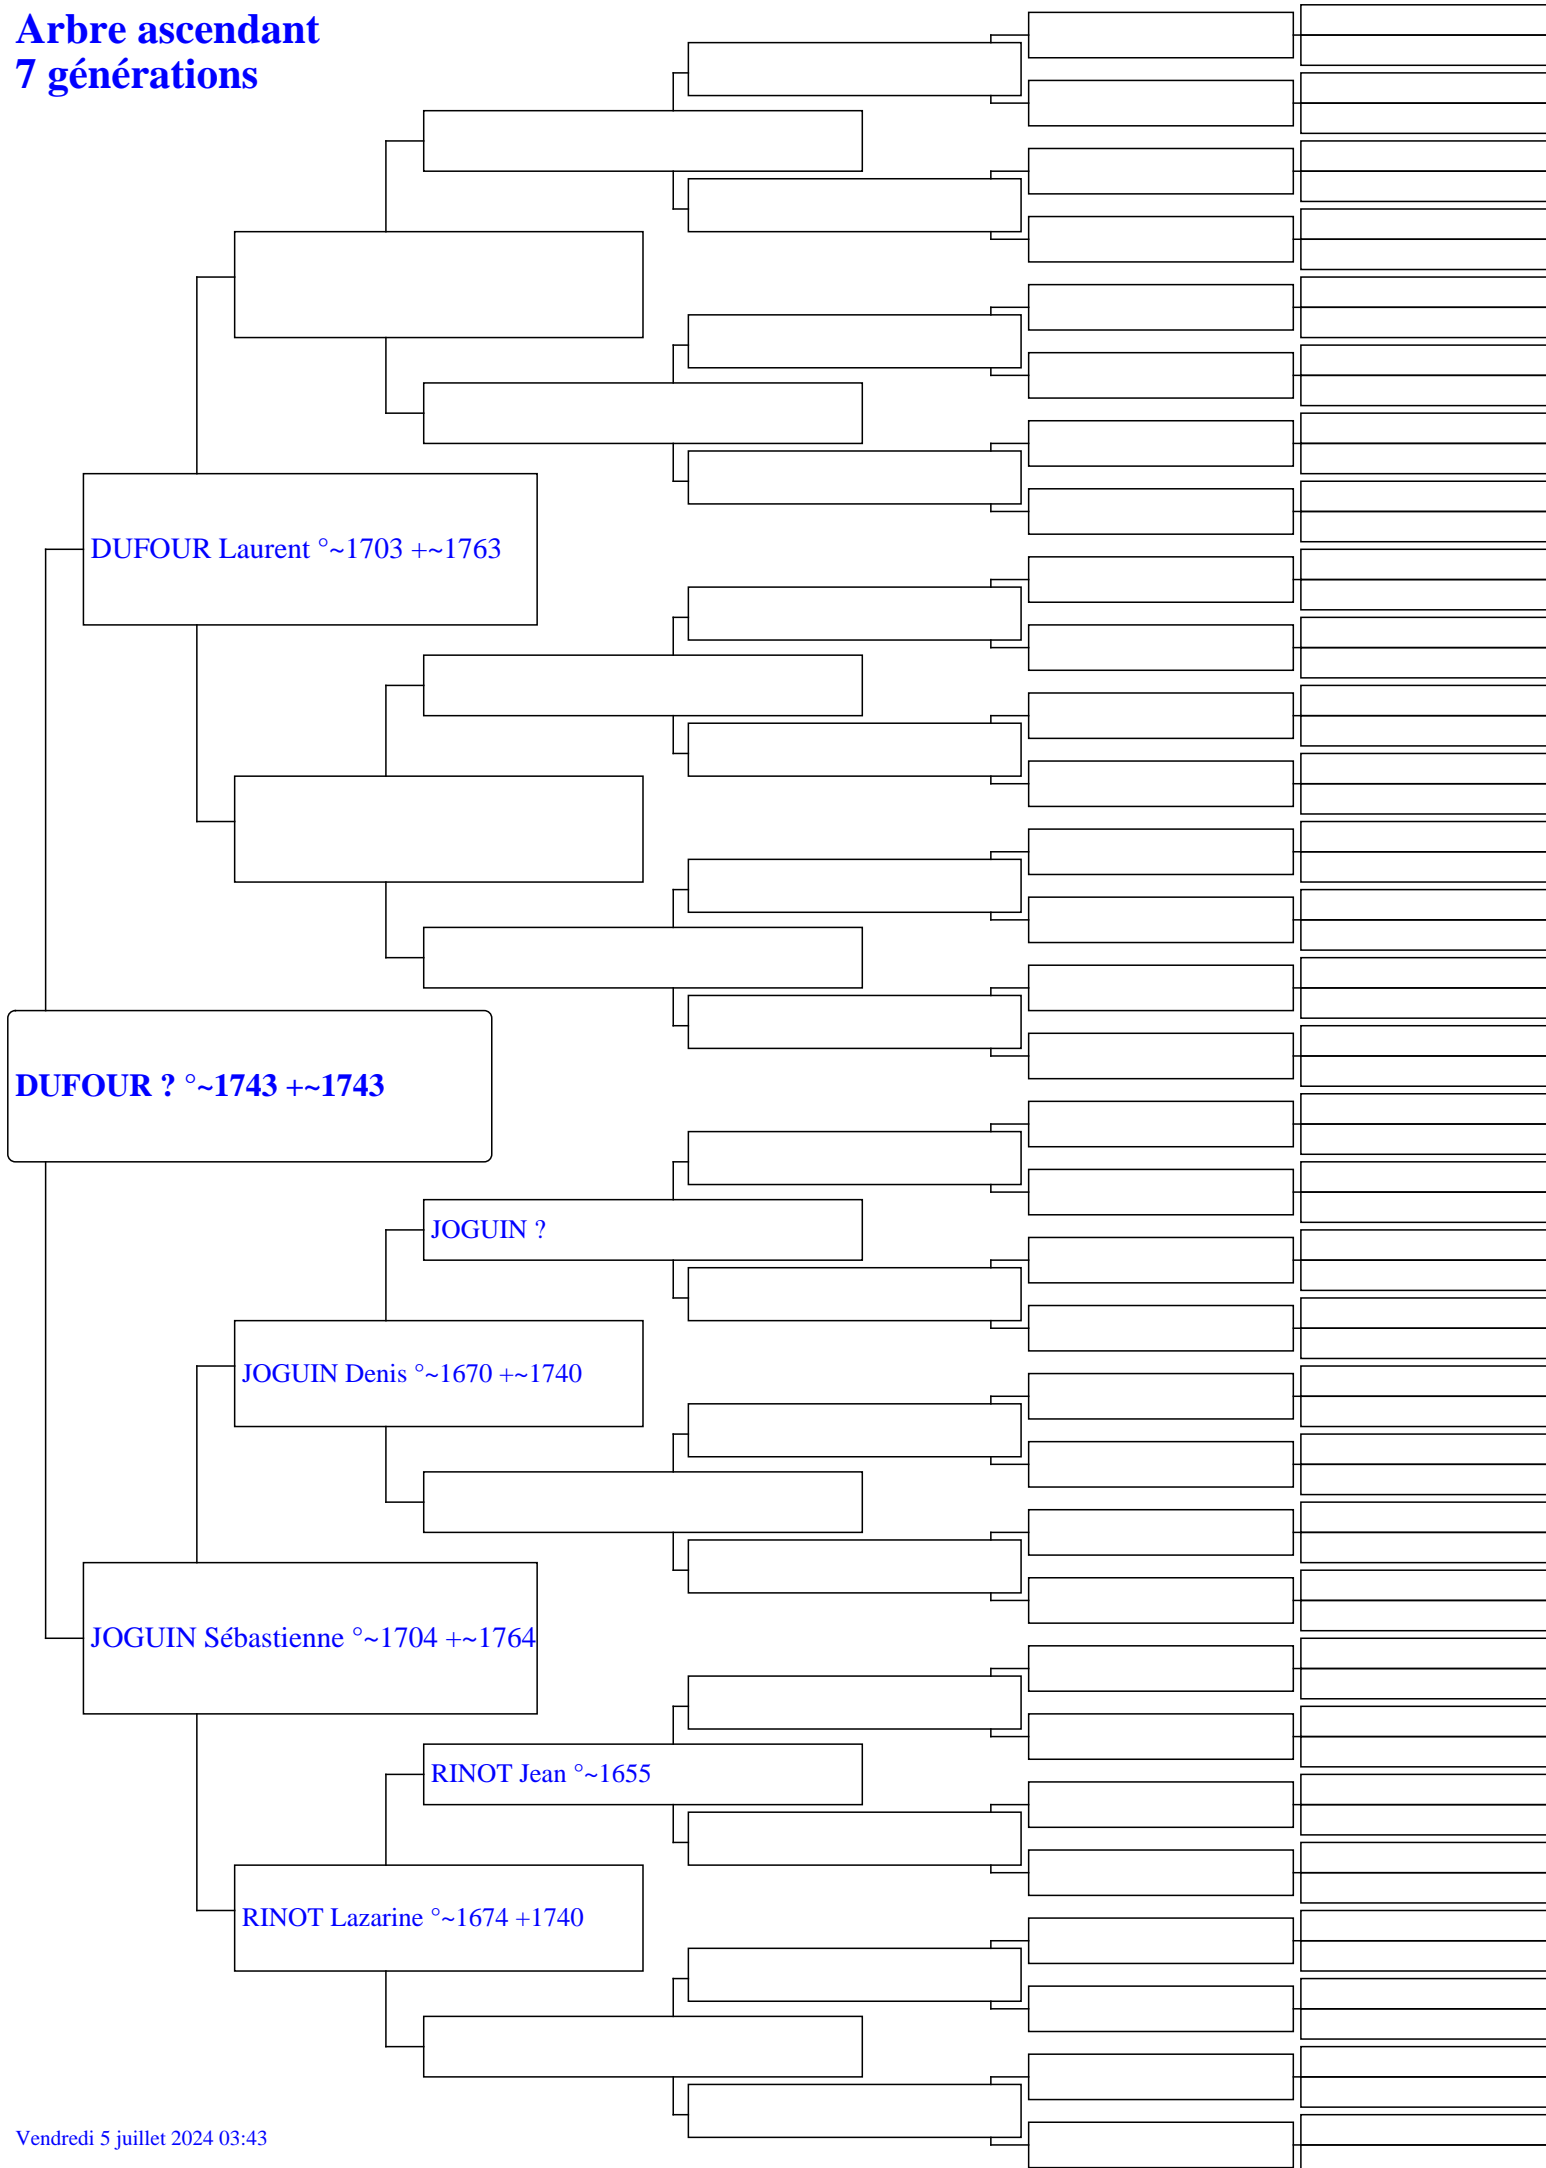 Arbre ascendant
7 générations
DUFOUR Laurent °~1703 +~1763
DUFOUR ? °~1743 +~1743
JOGUIN ?
JOGUIN Denis °~1670 +~1740
JOGUIN Sébastienne °~1704 +~1764
RINOT Jean °~1655
RINOT Lazarine °~1674 +1740
Vendredi 5 juillet 2024 03:43